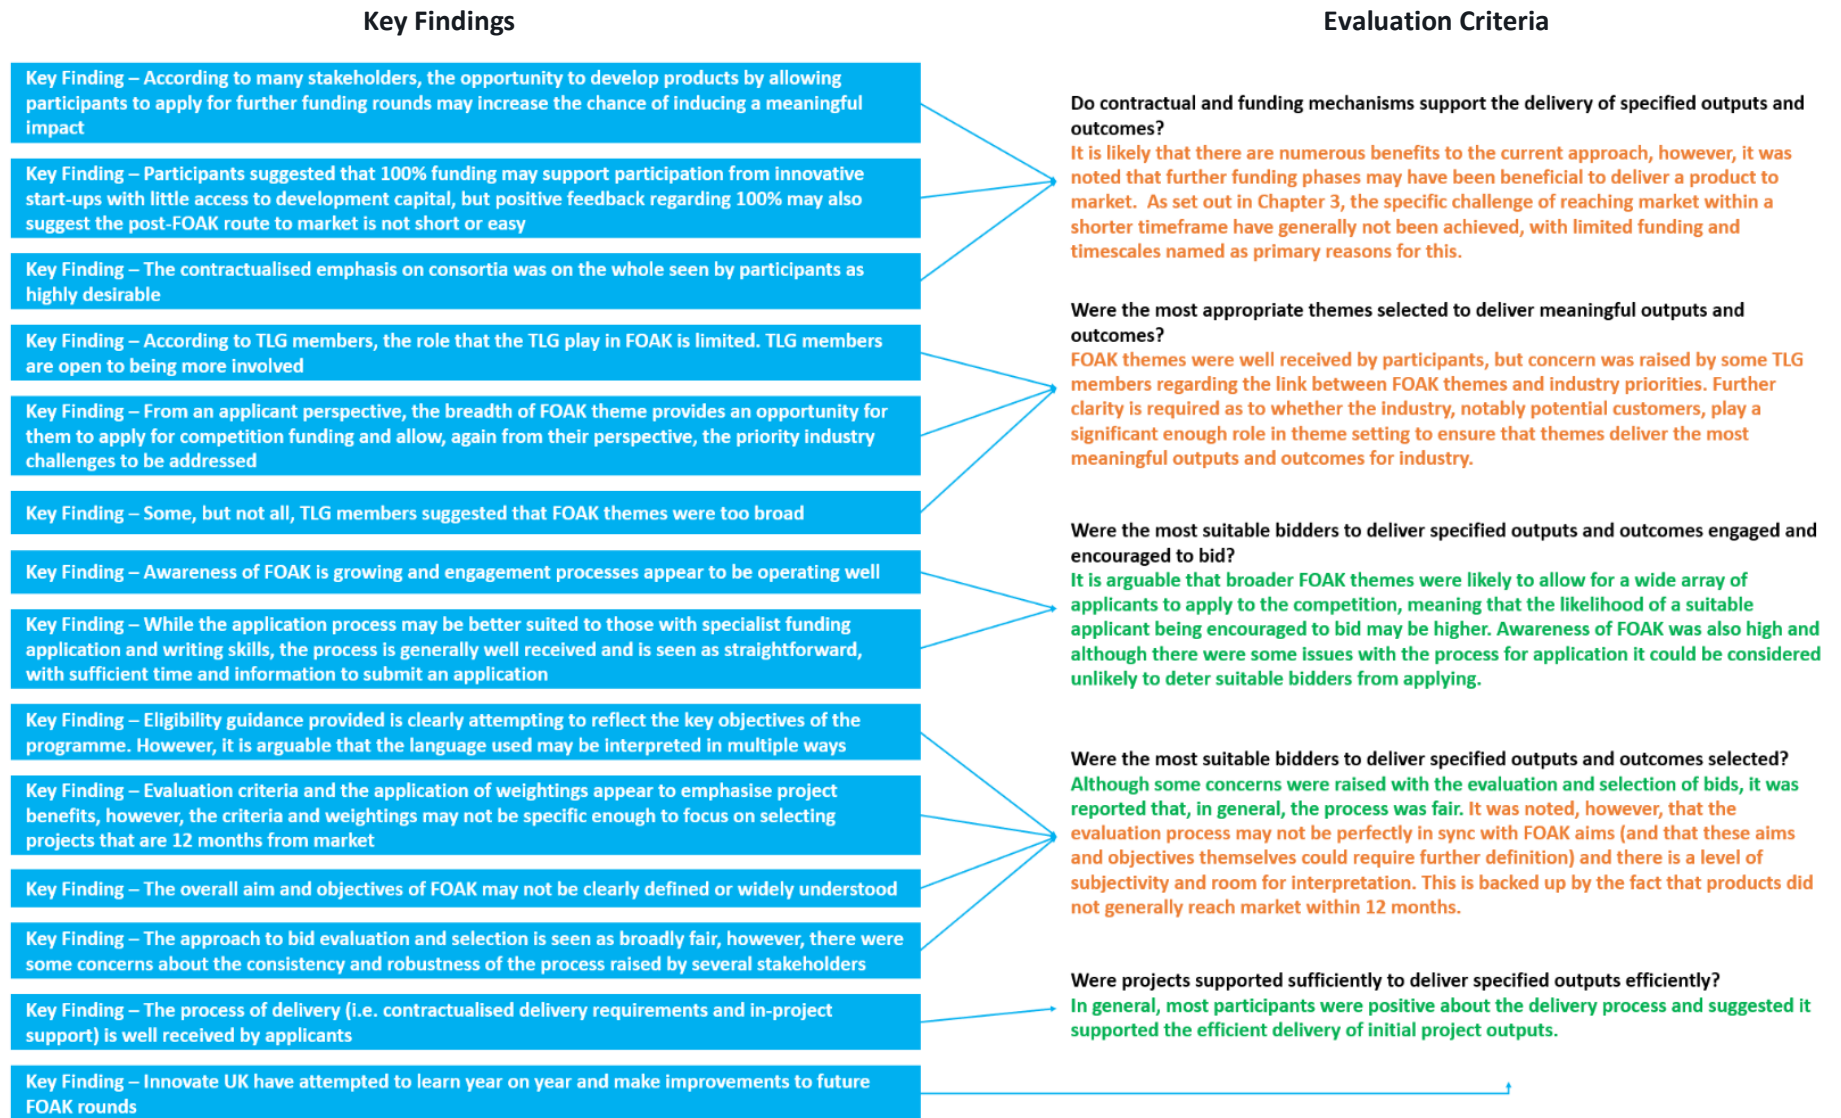 Key Findings
Key Finding – According to many stakeholders, the opportunity to develop products by allowing
participants to apply for further funding rounds may increase the chance of inducing a meaningful
impact
Key Finding – Participants suggested that 100% funding may support participation from innovative
start-ups with little access to development capital, but positive feedback regarding 100% may also
suggest the post-FOAK route to market is not short or easy
Key Finding – The contractualised emphasis on consortia was on the whole seen by participants as
highly desirable
Key Finding – According to TLG members, the role that the TLG play in FOAK is limited. TLG members
are open to being more involved
Key Finding – From an applicant perspective, the breadth of FOAK theme provides an opportunity for
them to apply for competition funding and allow, again from their perspective, the priority industry
challenges to be addressed
Key Finding – Some, but not all, TLG members suggested that FOAK themes were too broad
Key Finding – Awareness of FOAK is growing and engagement processes appear to be operating well
Key Finding – While the application process may be better suited to those with specialist funding
application and writing skills, the process is generally well received and is seen as straightforward,
with sufficient time and information to submit an application
Key Finding – Eligibility guidance provided is clearly attempting to reflect the key objectives of the
programme. However, it is arguable that the language used may be interpreted in multiple ways
Key Finding – Evaluation criteria and the application of weightings appear to emphasise project
benefits, however, the criteria and weightings may not be specific enough to focus on selecting
projects that are 12 months from market
Key Finding – The overall aim and objectives of FOAK may not be clearly defined or widely understood
Key Finding – The approach to bid evaluation and selection is seen as broadly fair, however, there were
some concerns about the consistency and robustness of the process raised by several stakeholders
Key Finding – The process of delivery (i.e. contractualised delivery requirements and in-project
support) is well received by applicants
Key Finding – Innovate UK have attempted to learn year on year and make improvements to future
FOAK rounds
Evaluation Criteria
Do contractual and funding mechanisms support the delivery of specified outputs and
outcomes?
It is likely that there are numerous benefits to the current approach, however, it was
noted that further funding phases may have been beneficial to deliver a product to
market. As set out in Chapter 3, the specific challenge of reaching market within a
shorter timeframe have generally not been achieved, with limited funding and
timescales named as primary reasons for this.
Were the most appropriate themes selected to deliver meaningful outputs and
outcomes?
FOAK themes were well received by participants, but concern was raised by some TLG
members regarding the link between FOAK themes and industry priorities. Further
clarity is required as to whether the industry, notably potential customers, play a
significant enough role in theme setting to ensure that themes deliver the most
meaningful outputs and outcomes for industry.
Were the most suitable bidders to deliver specified outputs and outcomes engaged and
encouraged to bid?
It is arguable that broader FOAK themes were likely to allow for a wide array of
applicants to apply to the competition, meaning that the likelihood of a suitable
applicant being encouraged to bid may be higher. Awareness of FOAK was also high and
although there were some issues with the process for application it could be considered
unlikely to deter suitable bidders from applying.
Were the most suitable bidders to deliver specified outputs and outcomes selected?
Although some concerns were raised with the evaluation and selection of bids, it was
reported that, in general, the process was fair. It was noted, however, that the
evaluation process may not be perfectly in sync with FOAK aims (and that these aims
and objectives themselves could require further definition) and there is a level of
subjectivity and room for interpretation. This is backed up by the fact that products did
not generally reach market within 12 months.
Were projects supported sufficiently to deliver specified outputs efficiently?
In general, most participants were positive about the delivery process and suggested it
supported the efficient delivery of initial project outputs.